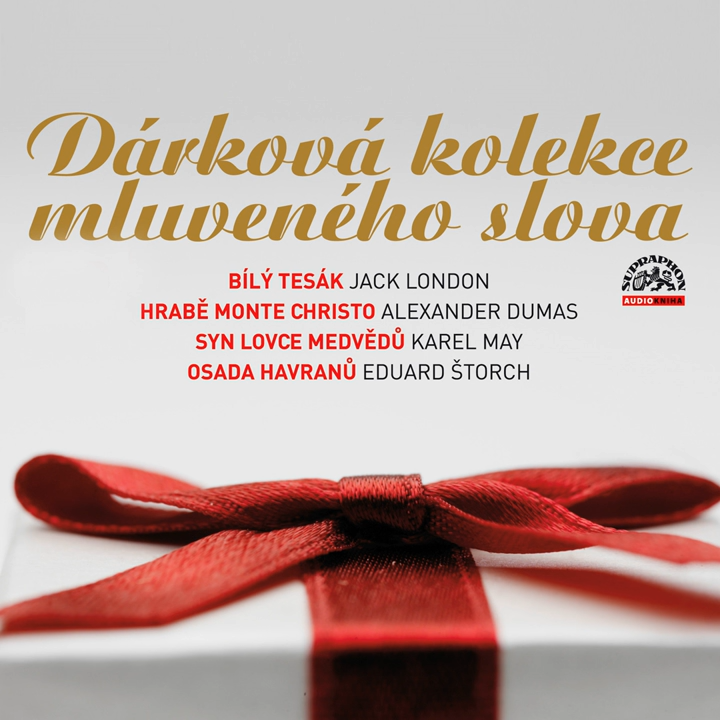 Dárková kolekce
mluveného slova
BÍLÝ TESÁK JACK LONDON
HRABĚ MONTE CHRISTO ALEXANDER DUMAS
SYN LOVCE MEDVĚDŮ KAREL MAY
OSADA HAVRANŮ EDUARD ŠTORCH
SUPRAPHON
AUDIOKNIHA